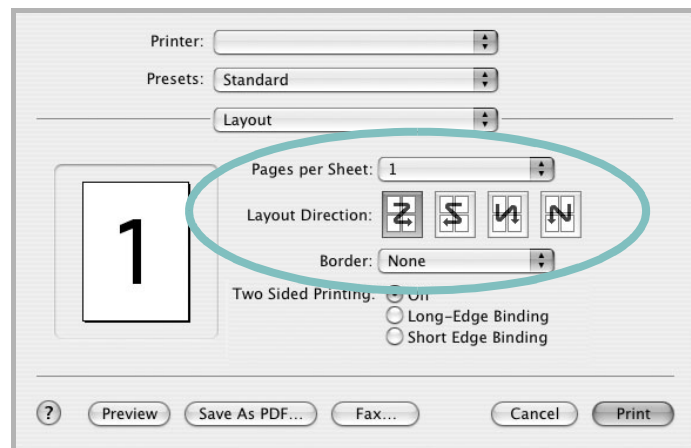 Printer:
Presets: Standard
Layout
Pages per Sheet: 1
1
Layout Direction:
Border: None
Two Sided Printing: Off
Long-Edge Binding
Short Edge Binding
? Preview Save As PDF... Fax... Cancel Print